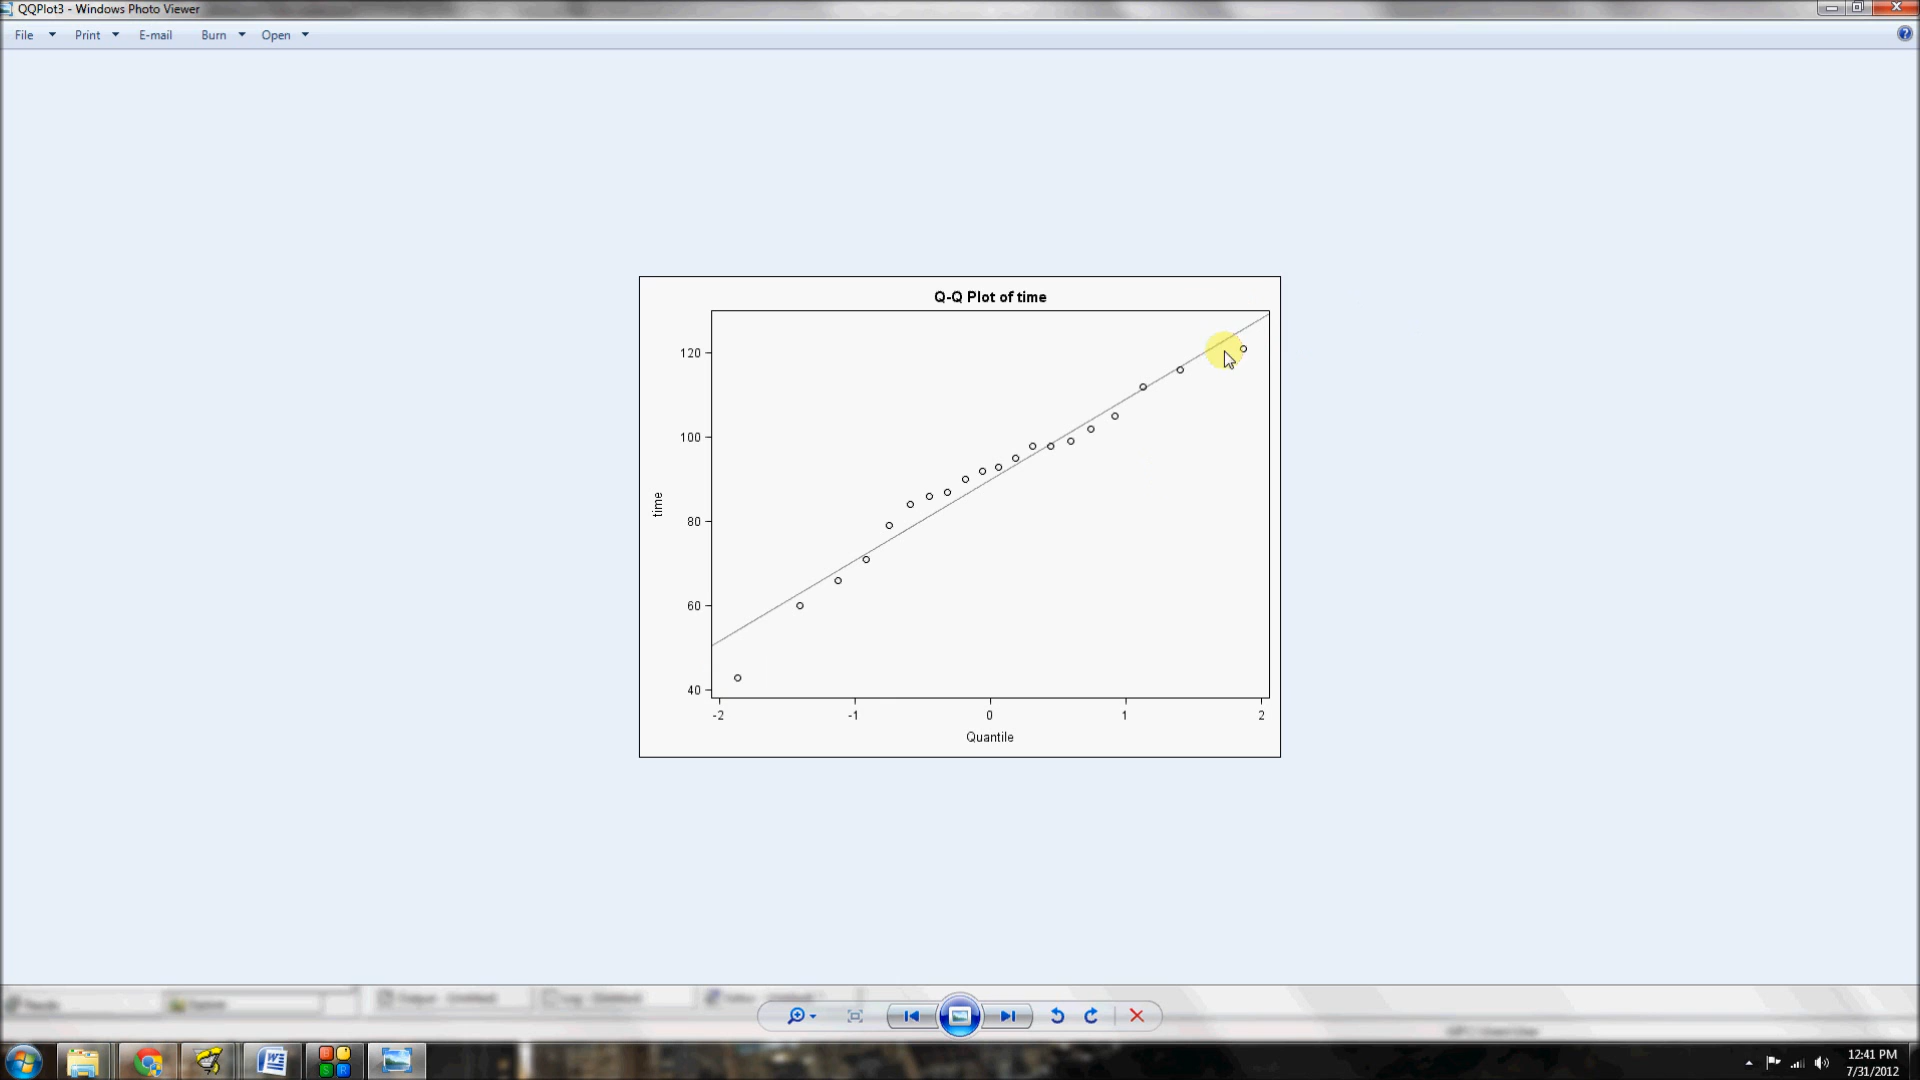 QQPlot3 - Windows Photo Viewer
File Print E-mail Burn Open
Q-Q Plot of time
120
100
80
60
40
time
-2 -1 0 1 2
Quantile
12:41 PM
7/31/2012